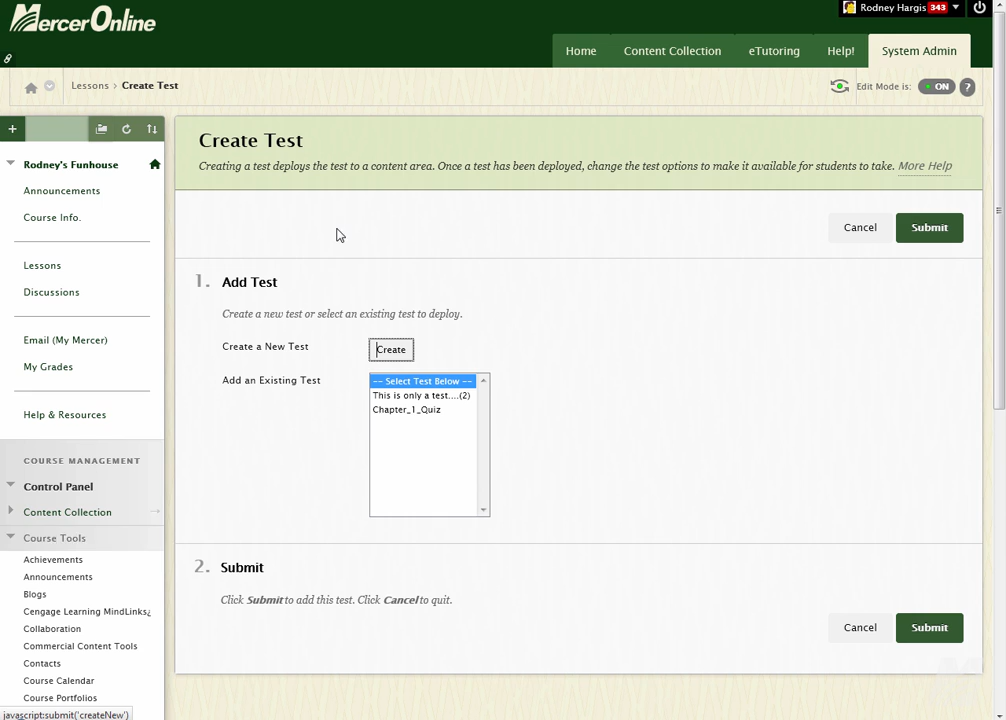 MercerOnline
Rodney Hargis 343
Home Content Collection eTutoring Help! System Admin
Lessons › Create Test
Edit Mode is: ON ?
Rodney's Funhouse
Announcements
Course Info.
Lessons
Discussions
Email (My Mercer)
My Grades
Help & Resources
COURSE MANAGEMENT
Control Panel
Content Collection
Course Tools
Achievements
Announcements
Blogs
Cengage Learning MindLinks¿
Collaboration
Commercial Content Tools
Contacts
Course Calendar
Course Portfolios
javascript:submit('createNew')
Create Test
Creating a test deploys the test to a content area. Once a test has been deployed, change the test options to make it available for students to take. More Help
Cancel Submit
1. Add Test
Create a new test or select an existing test to deploy.
Create a New Test Create
Add an Existing Test
-- Select Test Below --
This is only a test....(2)
Chapter_1_Quiz
2. Submit
Click Submit to add this test. Click Cancel to quit.
Cancel Submit